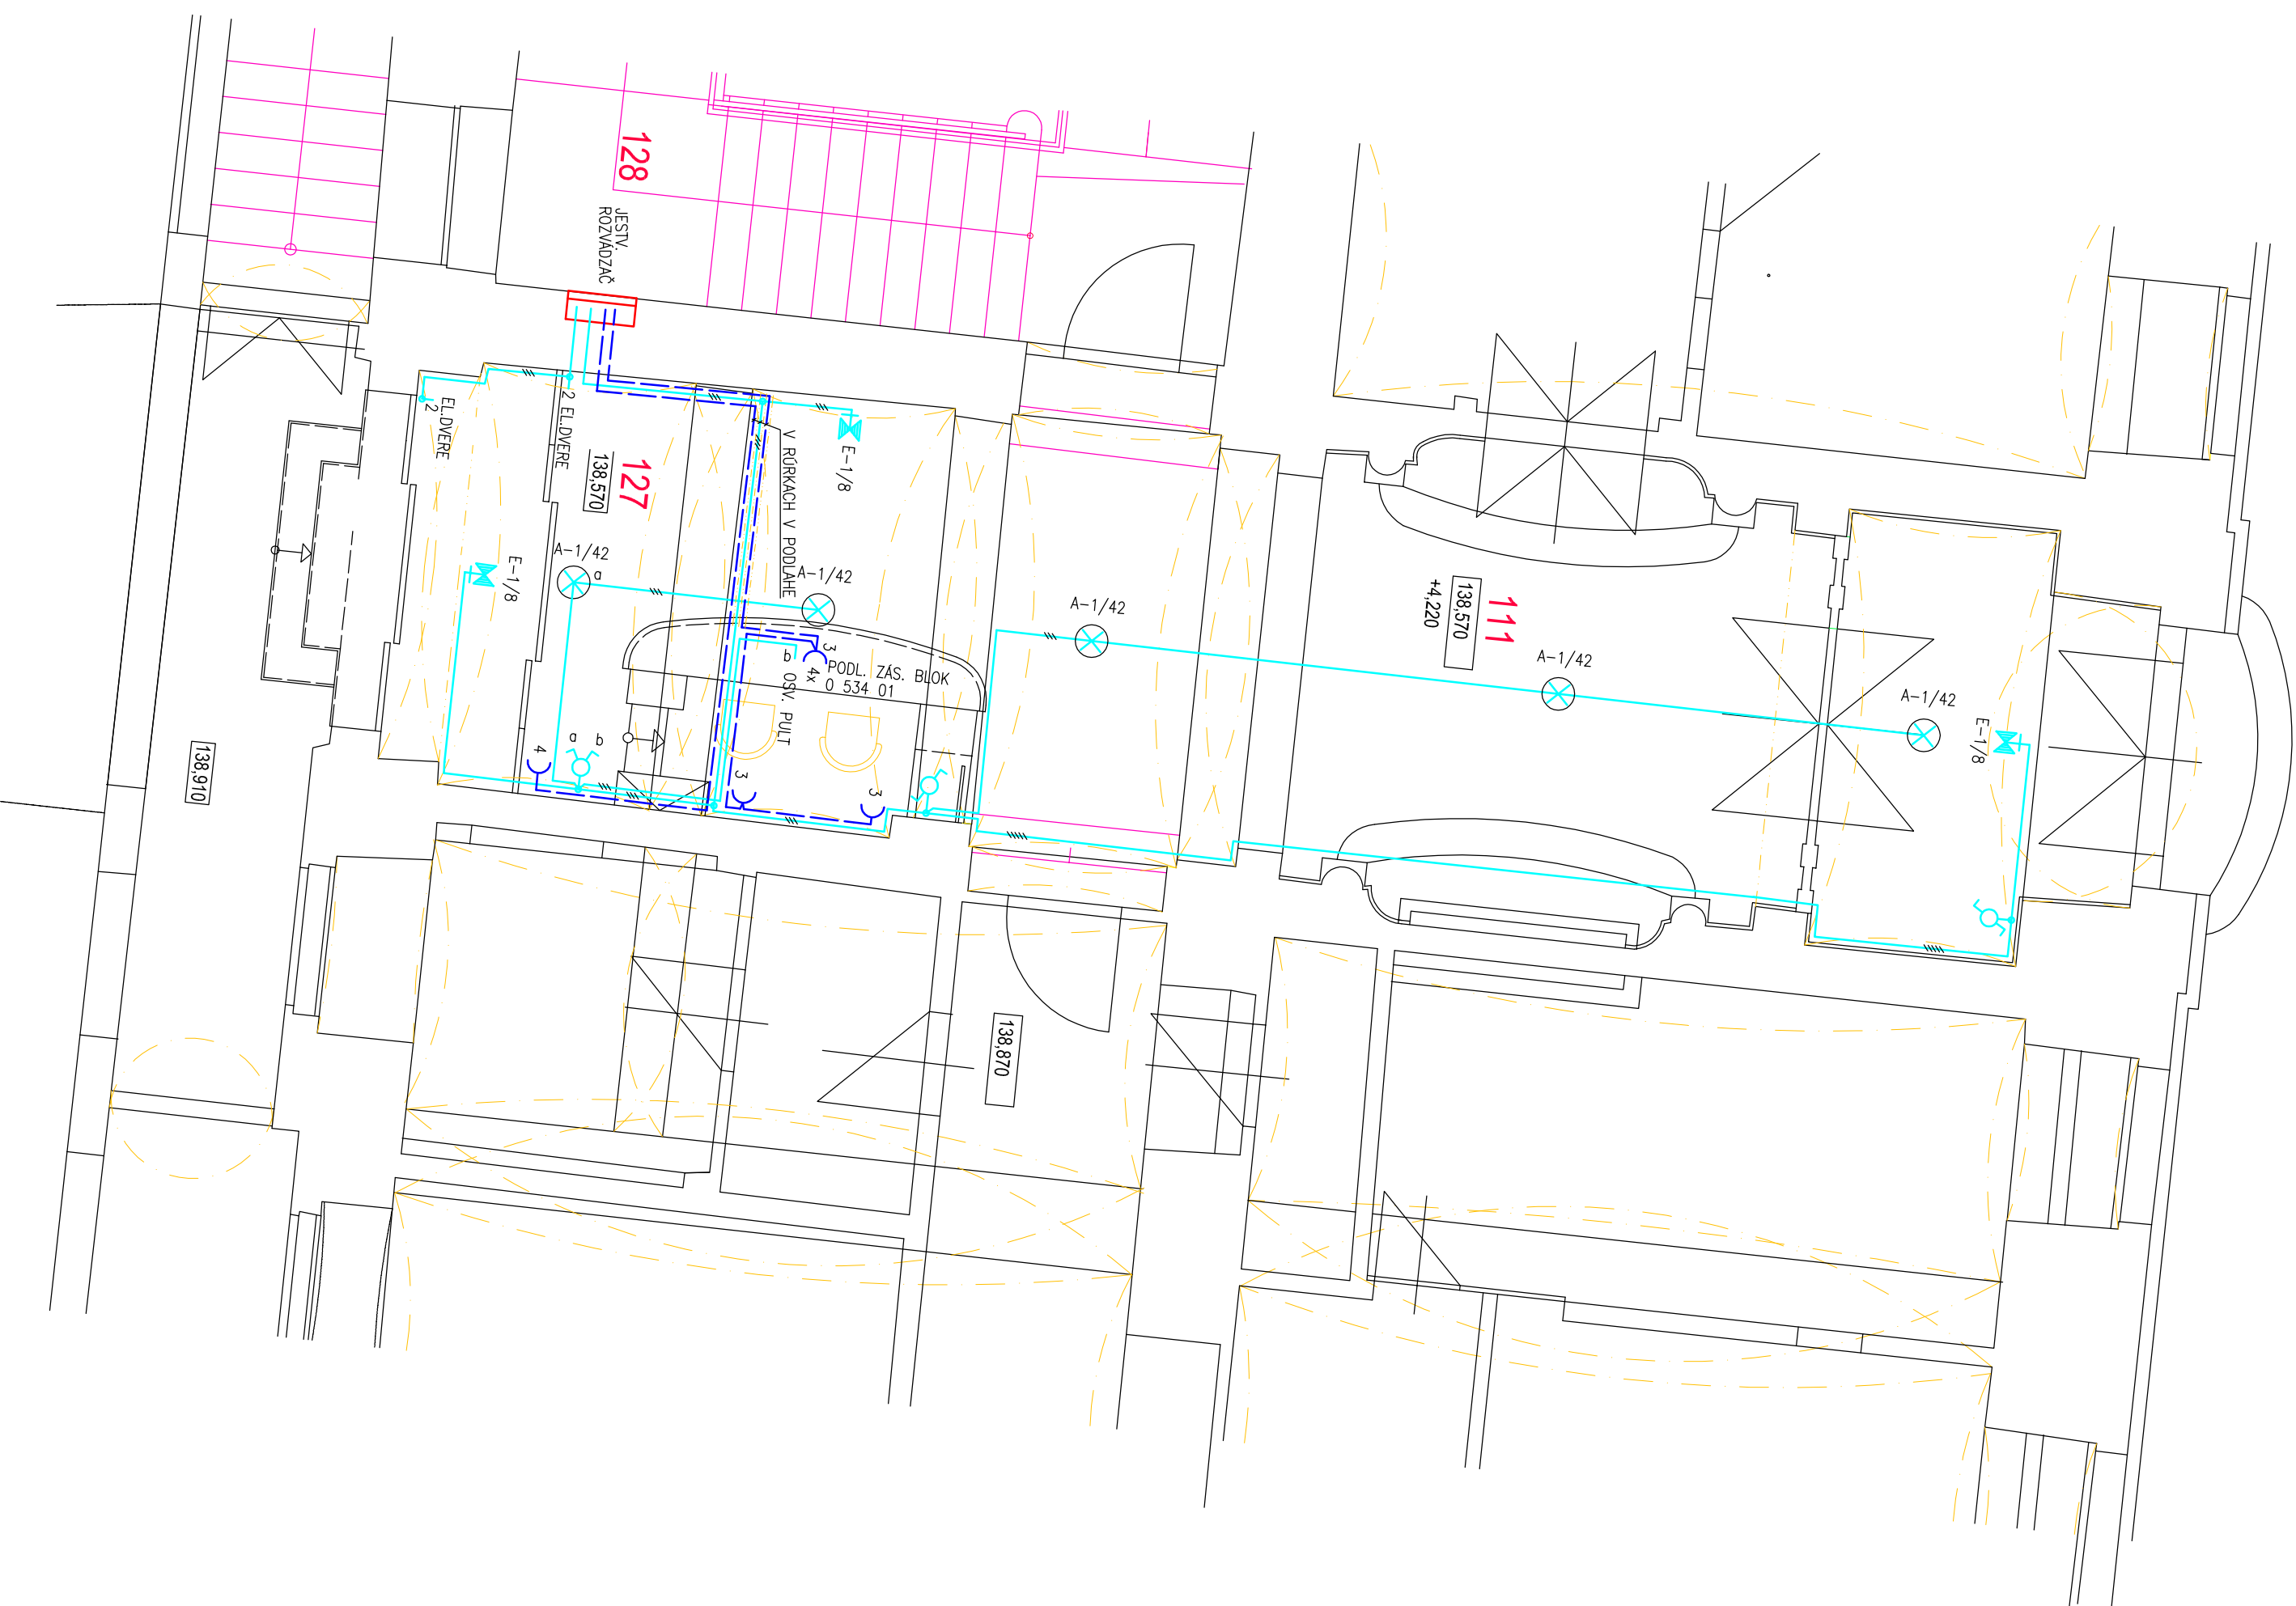 128
JESTV.
ROZVÁDZAČ
2
EL.DVERE
2 EL.DVERE
127
138,570
V RÚRKACH V PODLAHE
E-1/8
A-1/42
a
E-1/8
A-1/42
3
4x
PODL. ZÁS. BLOK
0 534 01
b OSV. PULT
a b
4
3
3
A-1/42
111
138,570
+4,220
A-1/42
A-1/42
E-1/8
138,910
138,870